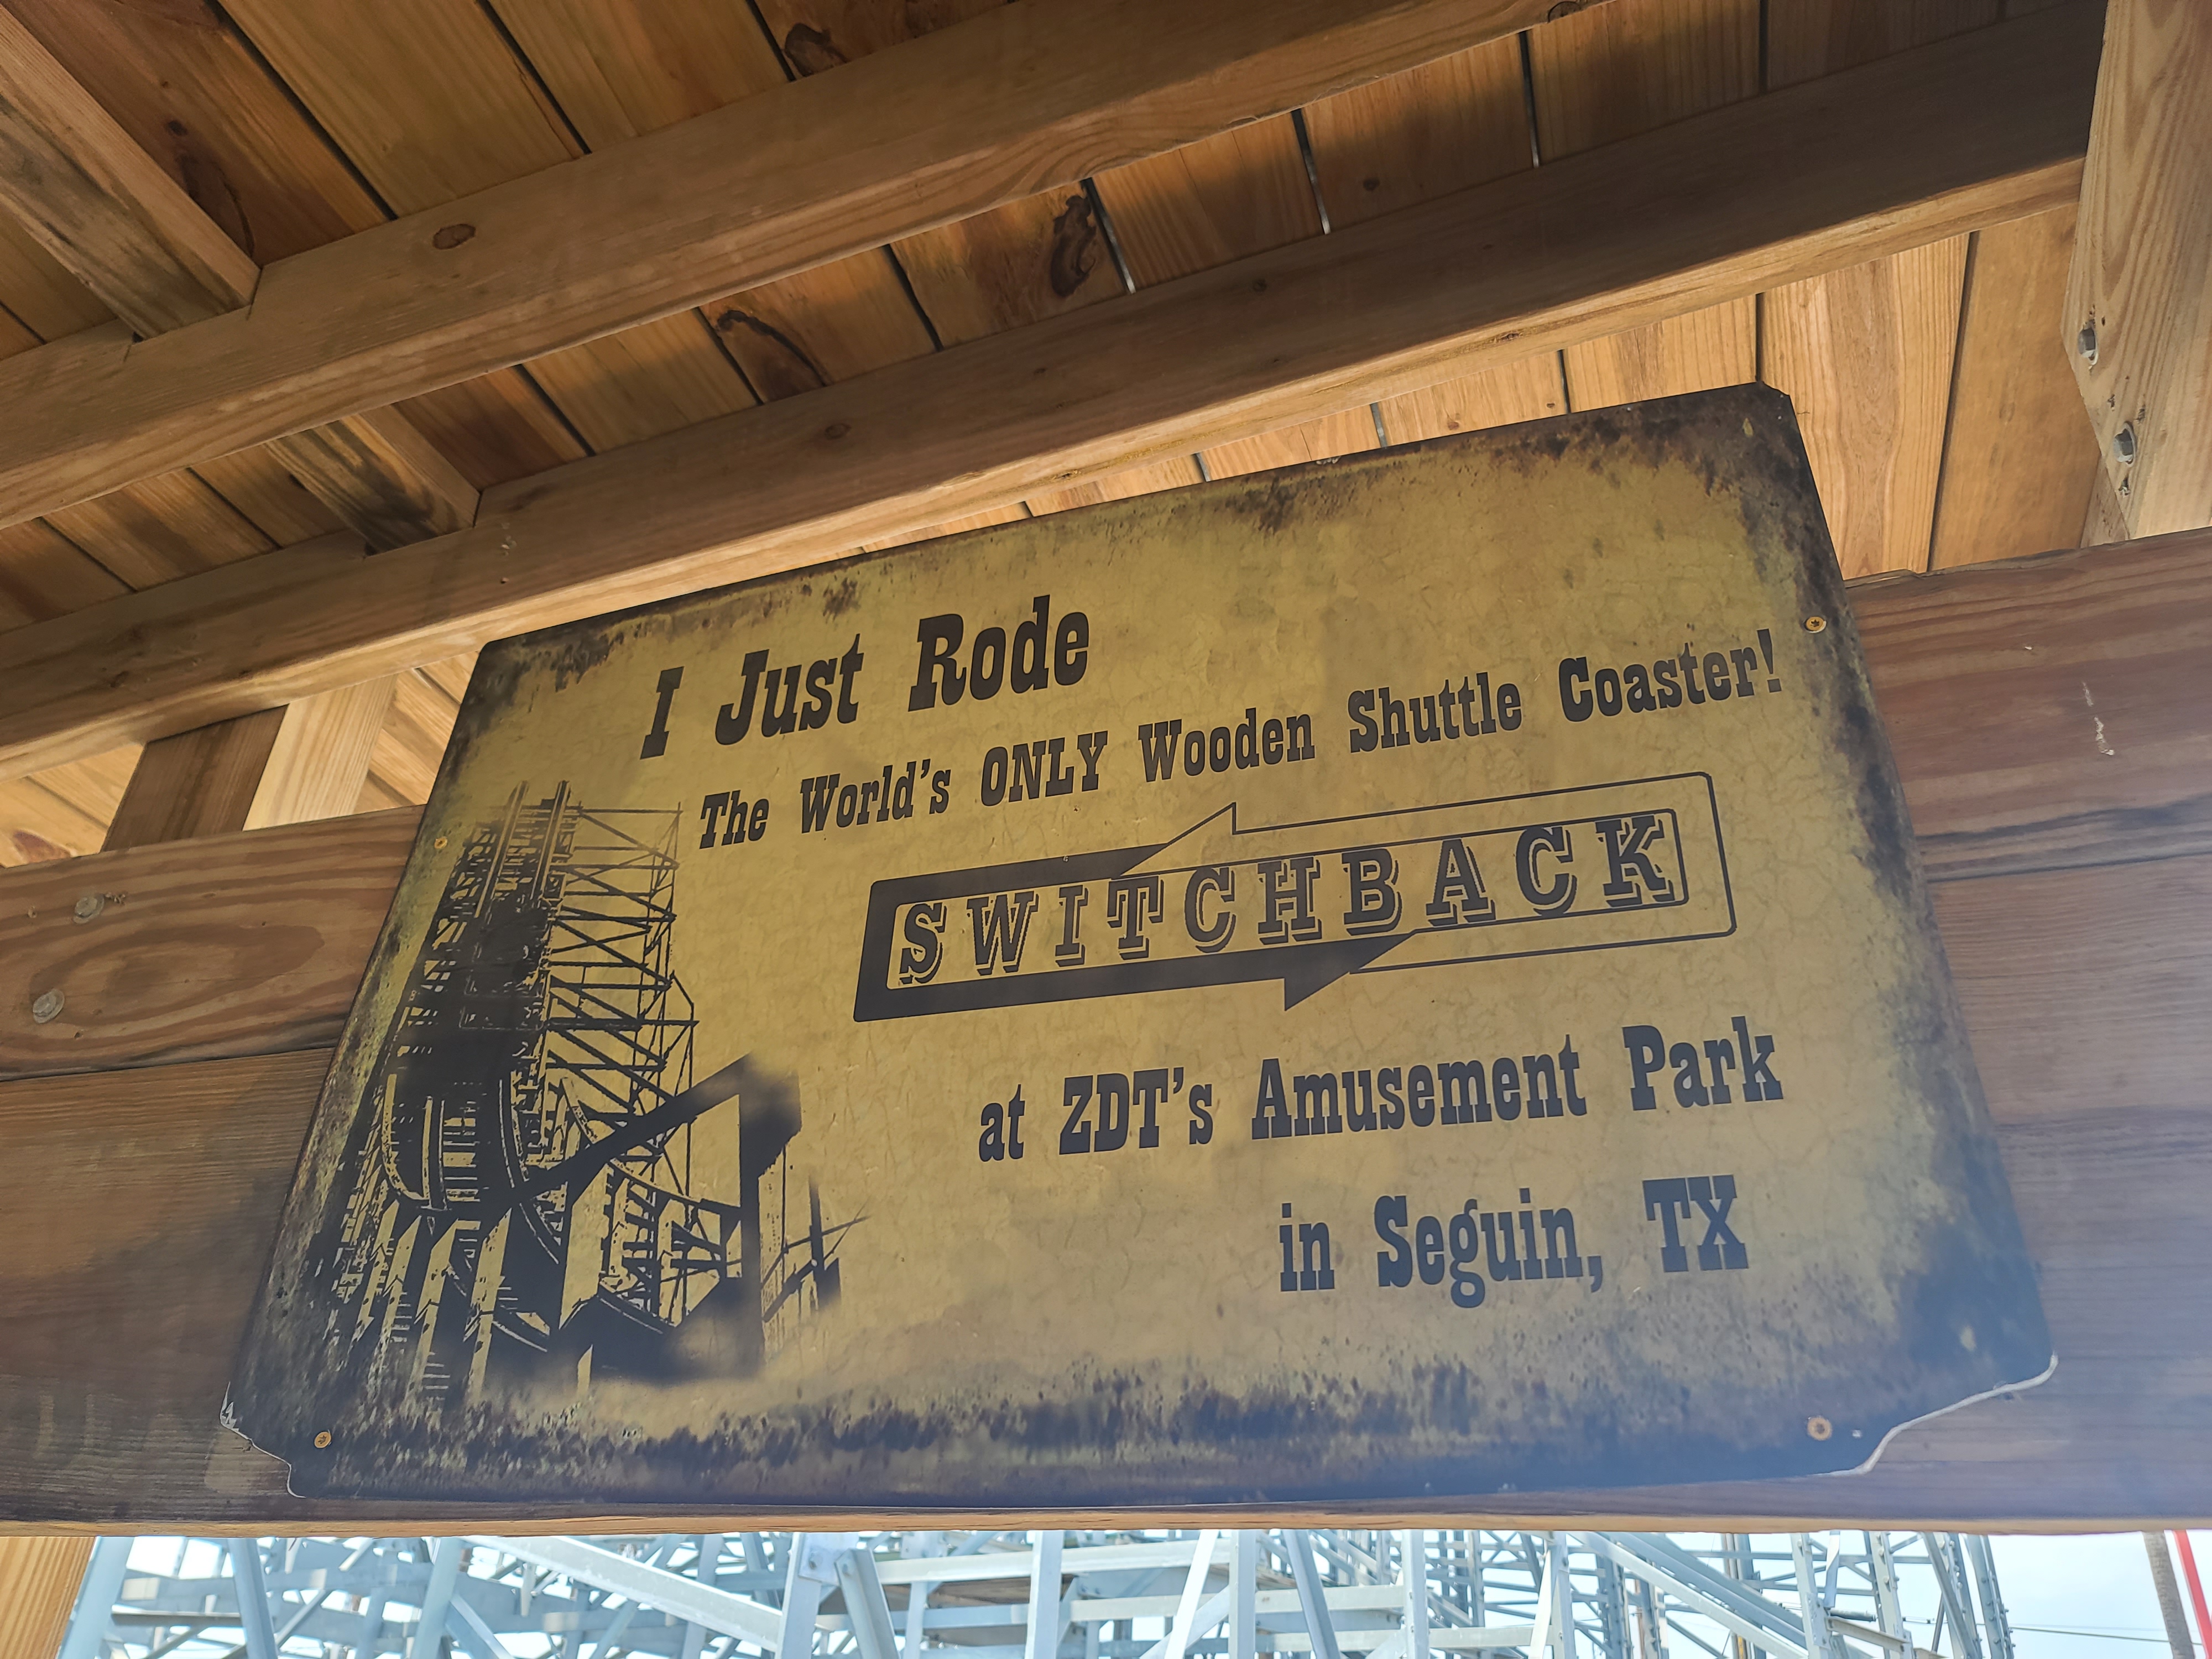 I Just Rode
The World's ONLY Wooden Shuttle Coaster!
SWITCHBACK
at ZDT's Amusement Park
in Seguin, TX